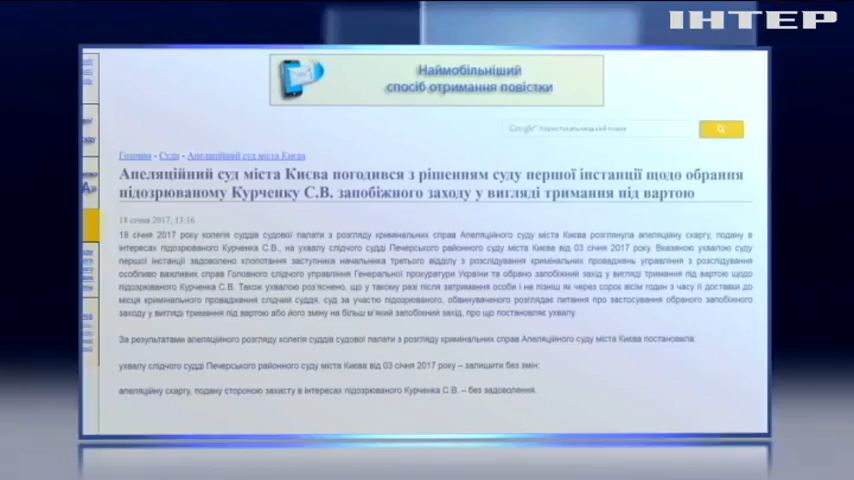 ІНТЕР
Наймобільніший
спосіб отримання повістки
Google
Головна - Суди - Апеляційний суд міста Києва
Апеляційний суд міста Києва погодився з рішенням суду першої інстанції щодо обрання
підозрюваному Курченку С.В. запобіжного заходу у вигляді тримання під вартою
18 січня 2017, 13:16
18 січня 2017 року колегія суддів судової палати з розгляду кримінальних справ Апеляційного суду міста Києва розглянула апеляційну скаргу, подану в
інтересах підозрюваного Курченка С.В., на ухвалу слідчого судді Печерського районного суду міста Києва від 03 січня 2017 року. Вказаною ухвалою суду
першої інстанції задоволено клопотання заступника начальника третього відділу з розслідування кримінальних проваджень управління з розслідування
особливо важливих справ Головного слідчого управління Генеральної прокуратури України та обрано запобіжний захід у вигляді тримання під вартою щодо
підозрюваного Курченка С.В. Також ухвалою роз'яснено, що у такому разі після затримання особи і не пізніш як через сорок вісім годин з часу її доставки до
місця кримінального провадження слідчий суддя, суд за участю підозрюваного, обвинуваченого розглядає питання про застосування обраного запобіжного
заходу у вигляді тримання під вартою або його зміну на більш м'який запобіжний захід, про що постановляє ухвалу.
За результатами апеляційного розгляду колегія суддів судової палати з розгляду кримінальних справ Апеляційного суду міста Києва постановила:
ухвалу слідчого судді Печерського районного суду міста Києва від 03 січня 2017 року – залишити без змін;
апеляційну скаргу, подану стороною захисту в інтересах підозрюваного Курченка С.В. – без задоволення.